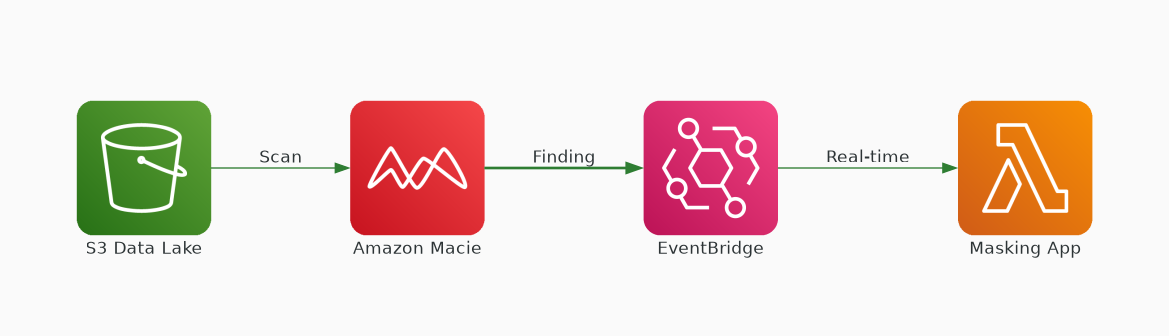 Scan
Finding
Real-time
S3 Data Lake
Amazon Macie
EventBridge
Masking App